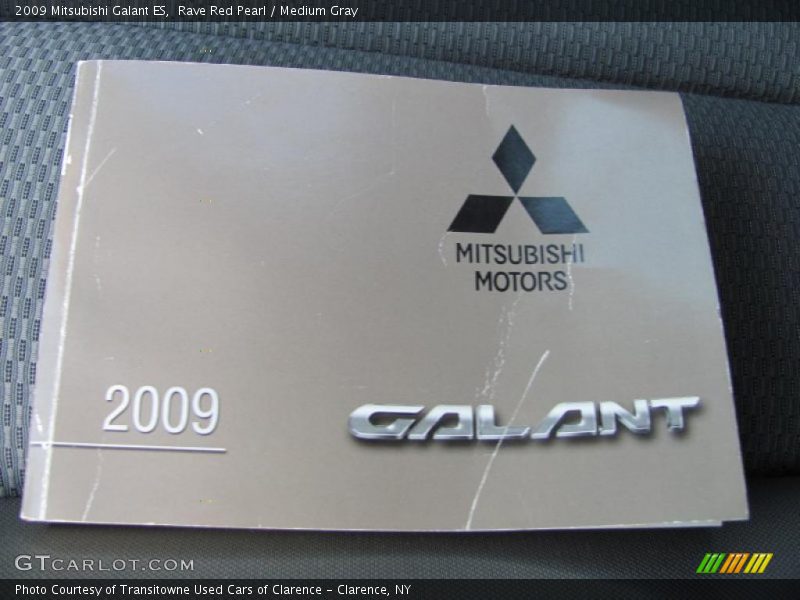 2009 Mitsubishi Galant ES, Rave Red Pearl / Medium Gray
MITSUBISHI
MOTORS
2009
GALANT
GTCARLOT.COM
Photo Courtesy of Transitowne Used Cars of Clarence - Clarence, NY